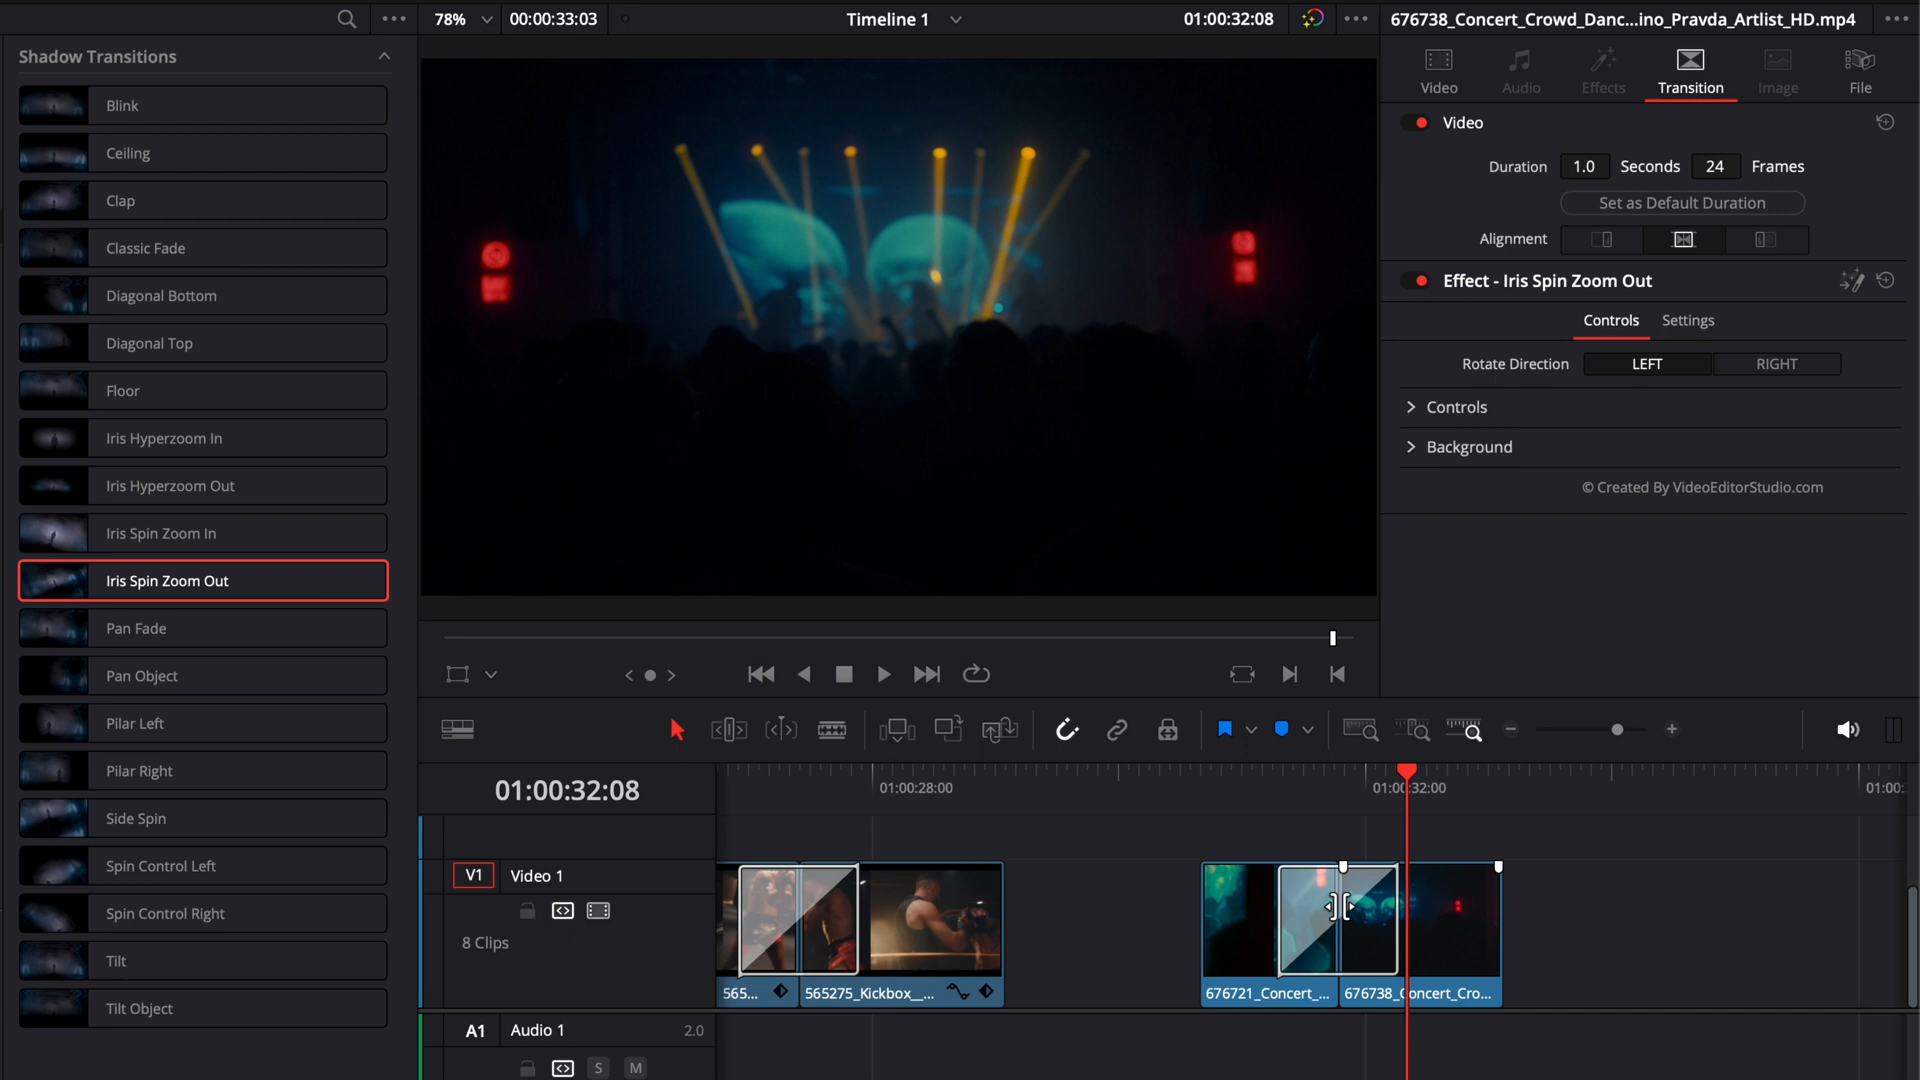 78%
00:00:33:03
Timeline 1
01:00:32:08
676738_Concert_Crowd_Danc...ino_Pravda_Artlist_HD.mp4
Shadow Transitions
Blink
Ceiling
Clap
Classic Fade
Diagonal Bottom
Diagonal Top
Floor
Iris Hyperzoom In
Iris Hyperzoom Out
Iris Spin Zoom In
Iris Spin Zoom Out
Pan Fade
Pan Object
Pilar Left
Pilar Right
Side Spin
Spin Control Left
Spin Control Right
Tilt
Tilt Object
Video
Audio
Effects
Transition
Image
File
Video
Duration 1.0 Seconds 24 Frames
Set as Default Duration
Alignment
Effect - Iris Spin Zoom Out
Controls Settings
Rotate Direction LEFT RIGHT
Controls
Background
© Created By VideoEditorStudio.com
01:00:32:08
01:00:28:00
01:00:32:00
01:00:
V1 Video 1
8 Clips
565...
565275_Kickbox__...
676721_Concert_...
676738_Concert_Cro...
A1 Audio 1 2.0
S M